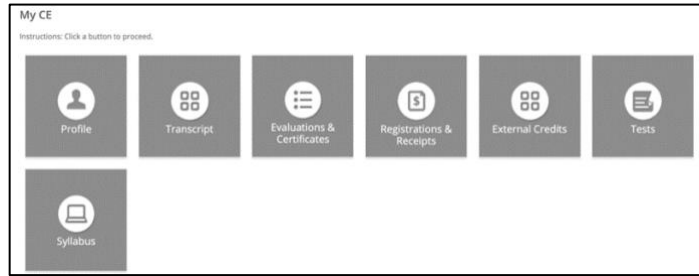 My CE
Instructions: Click a button to proceed.
Profile
Transcript
Evaluations &
Certificates
Registrations &
Receipts
External Credits
Tests
Syllabus